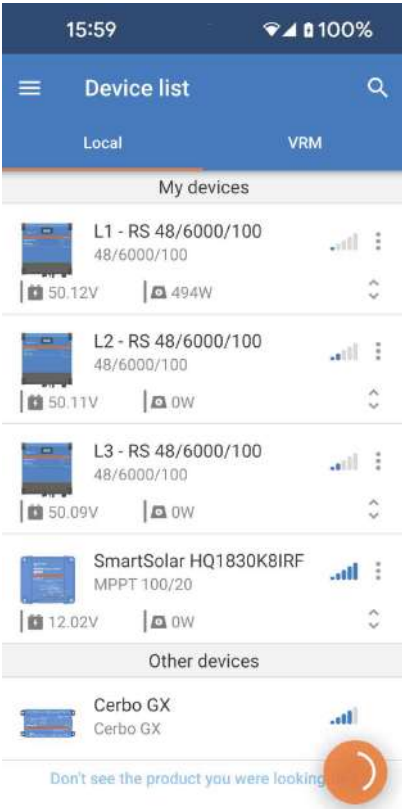 15:59
100%
Device list
Local VRM
My devices
L1 - RS 48/6000/100
48/6000/100
50.12V 494W
L2 - RS 48/6000/100
48/6000/100
50.11V 0W
L3 - RS 48/6000/100
48/6000/100
50.09V 0W
SmartSolar HQ1830K8IRF
MPPT 100/20
12.02V 0W
Other devices
Cerbo GX
Cerbo GX
Don't see the product you were looking